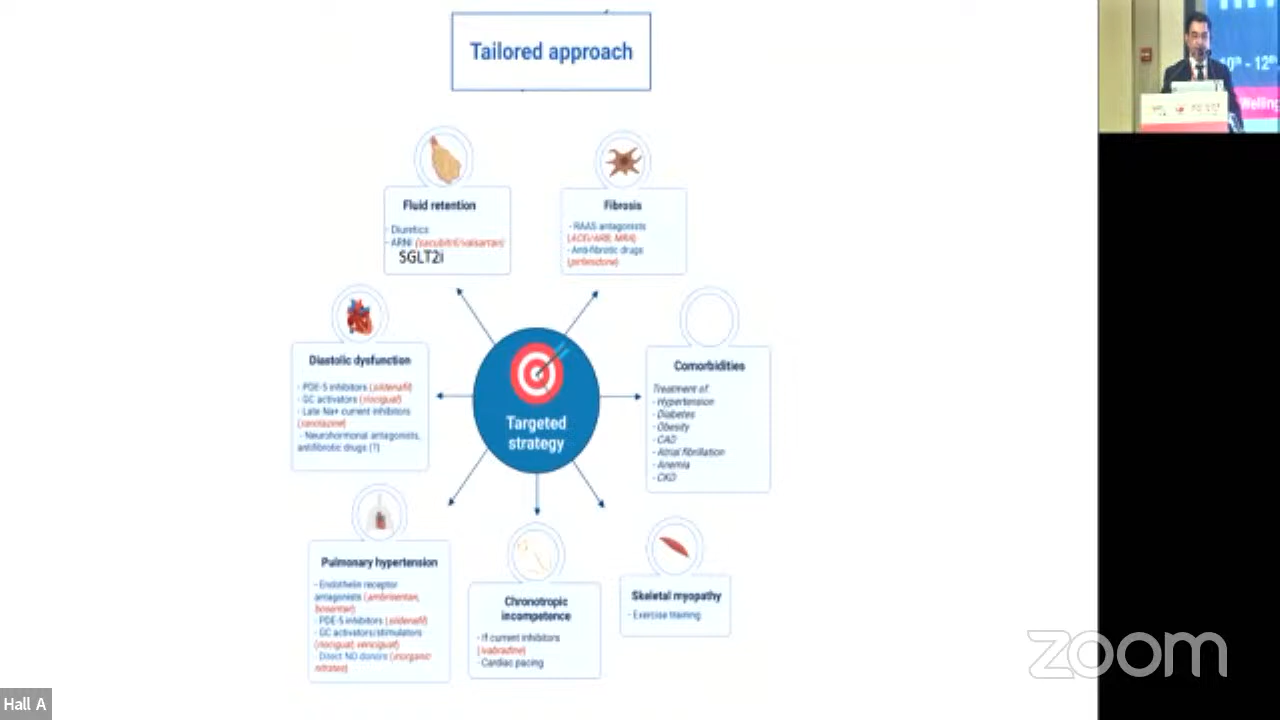 Tailored approach
Fluid retention
- Diuretics
- ARNI (sacubitril/valsartan)
SGLT2i
Fibrosis
- RAAS antagonists
(ACEi/ARB, MRA)
- Anti-fibrotic drugs
(pirfenidone)
Diastolic dysfunction
- PDE-5 inhibitors (sildenafil)
- GC activators (riociguat)
- Late Na+ current inhibitors
(ranolazine)
- Neurohormonal antagonists,
antifibrotic drugs (?)
Targeted
strategy
Comorbidities
Treatment of:
- Hypertension
- Diabetes
- Obesity
- CAD
- Atrial fibrillation
- Anemia
- CKD
Pulmonary hypertension
- Endothelin receptor
antagonists (ambrisentan,
bosentan)
- PDE-5 inhibitors (sildenafil)
- GC activators/stimulators
(riociguat, vericiguat)
- Direct NO donors (inorganic
nitrates)
Chronotropic
incompetence
- If current inhibitors
(ivabradine)
- Cardiac pacing
Skeletal myopathy
- Exercise training
10th - 12th
zoom
Hall A